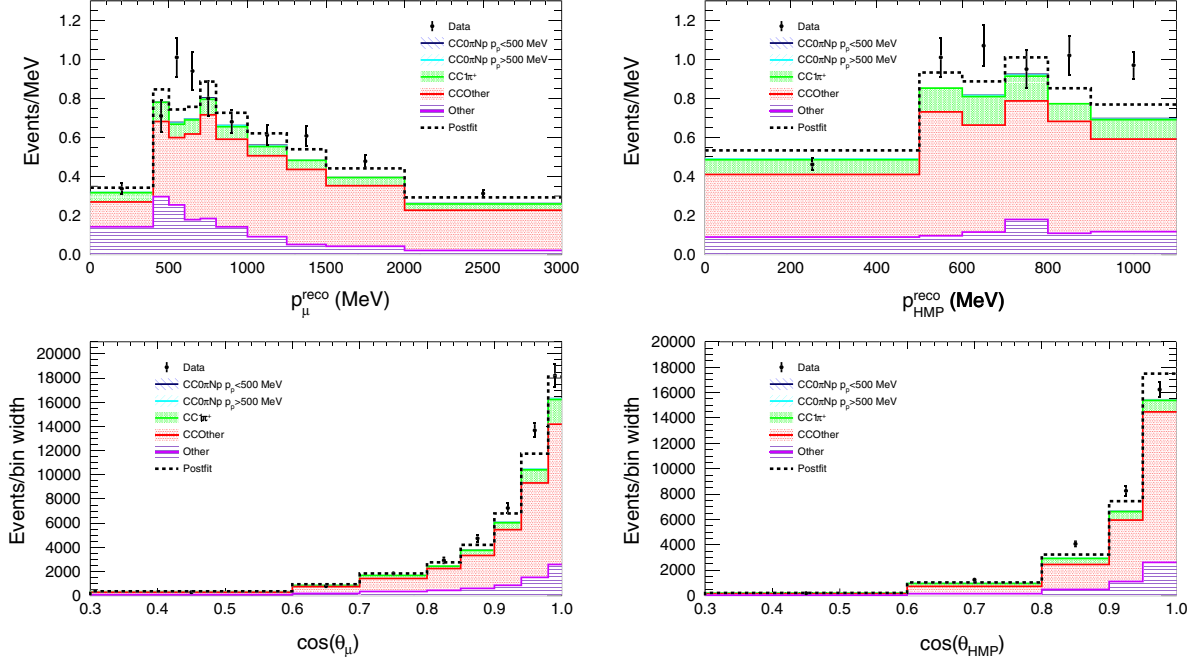 Events/MeV
1.2
1.0
0.8
0.6
0.4
0.2
0.0
Data
CC0πNp pₚ<500 MeV
CC0πNp pₚ>500 MeV
CC1π⁺
CCOther
Other
Postfit
0 500 1000 1500 2000 2500 3000
p_μ^reco (MeV)
Events/MeV
1.2
1.0
0.8
0.6
0.4
0.2
0.0
Data
CC0πNp pₚ<500 MeV
CC0πNp pₚ>500 MeV
CC1π⁺
CCOther
Other
Postfit
0 200 400 600 800 1000
p_HMP^reco (MeV)
Events/bin width
20000
18000
16000
14000
12000
10000
8000
6000
4000
2000
0
Data
CC0πNp pₚ<500 MeV
CC0πNp pₚ>500 MeV
CC1π⁺
CCOther
Other
Postfit
0.3 0.4 0.5 0.6 0.7 0.8 0.9 1.0
cos(θ_μ)
Events/bin width
20000
18000
16000
14000
12000
10000
8000
6000
4000
2000
0
Data
CC0πNp pₚ<500 MeV
CC0πNp pₚ>500 MeV
CC1π⁺
CCOther
Other
Postfit
0.3 0.4 0.5 0.6 0.7 0.8 0.9 1.0
cos(θ_HMP)